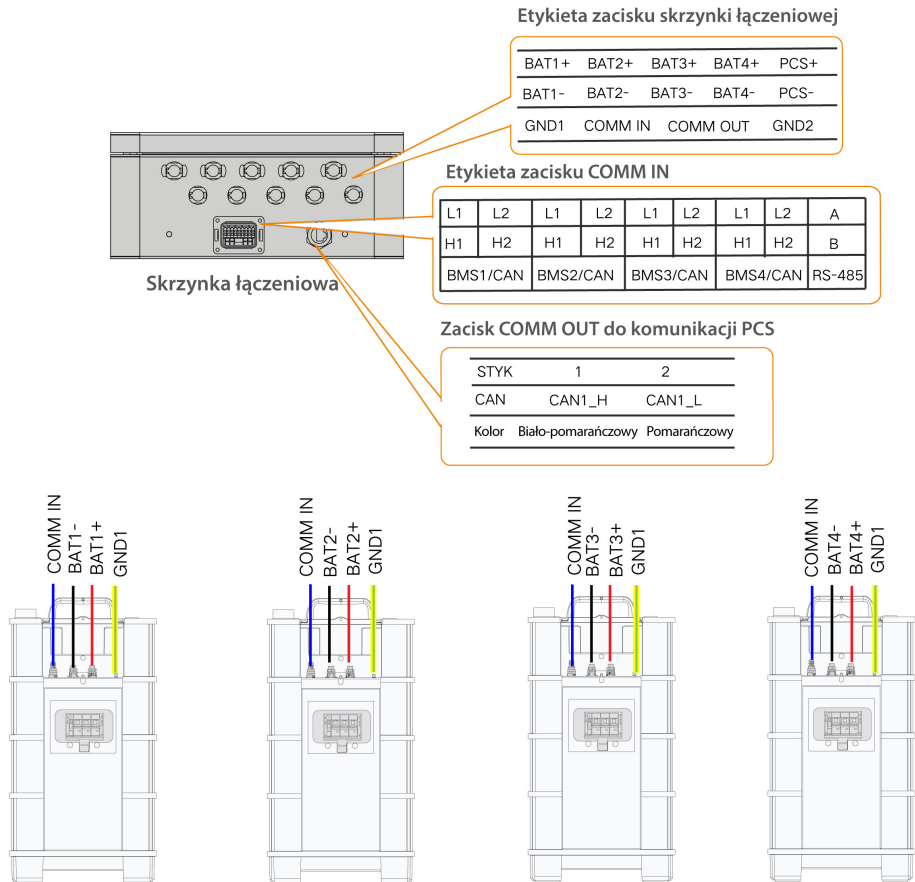 Etykieta zacisku skrzynki łączeniowej
BAT1+ BAT2+ BAT3+ BAT4+ PCS+
BAT1- BAT2- BAT3- BAT4- PCS-
GND1 COMM IN COMM OUT GND2
Etykieta zacisku COMM IN
L1 L2 L1 L2 L1 L2 L1 L2 A
H1 H2 H1 H2 H1 H2 H1 H2 B
BMS1/CAN BMS2/CAN BMS3/CAN BMS4/CAN RS-485
Skrzynka łączeniowa
Zacisk COMM OUT do komunikacji PCS
STYK 1 2
CAN CAN1_H CAN1_L
Kolor Biało-pomarańczowy Pomarańczowy
COMM IN
BAT1-
BAT1+
GND1
COMM IN
BAT2-
BAT2+
GND1
COMM IN
BAT3-
BAT3+
GND1
COMM IN
BAT4-
BAT4+
GND1